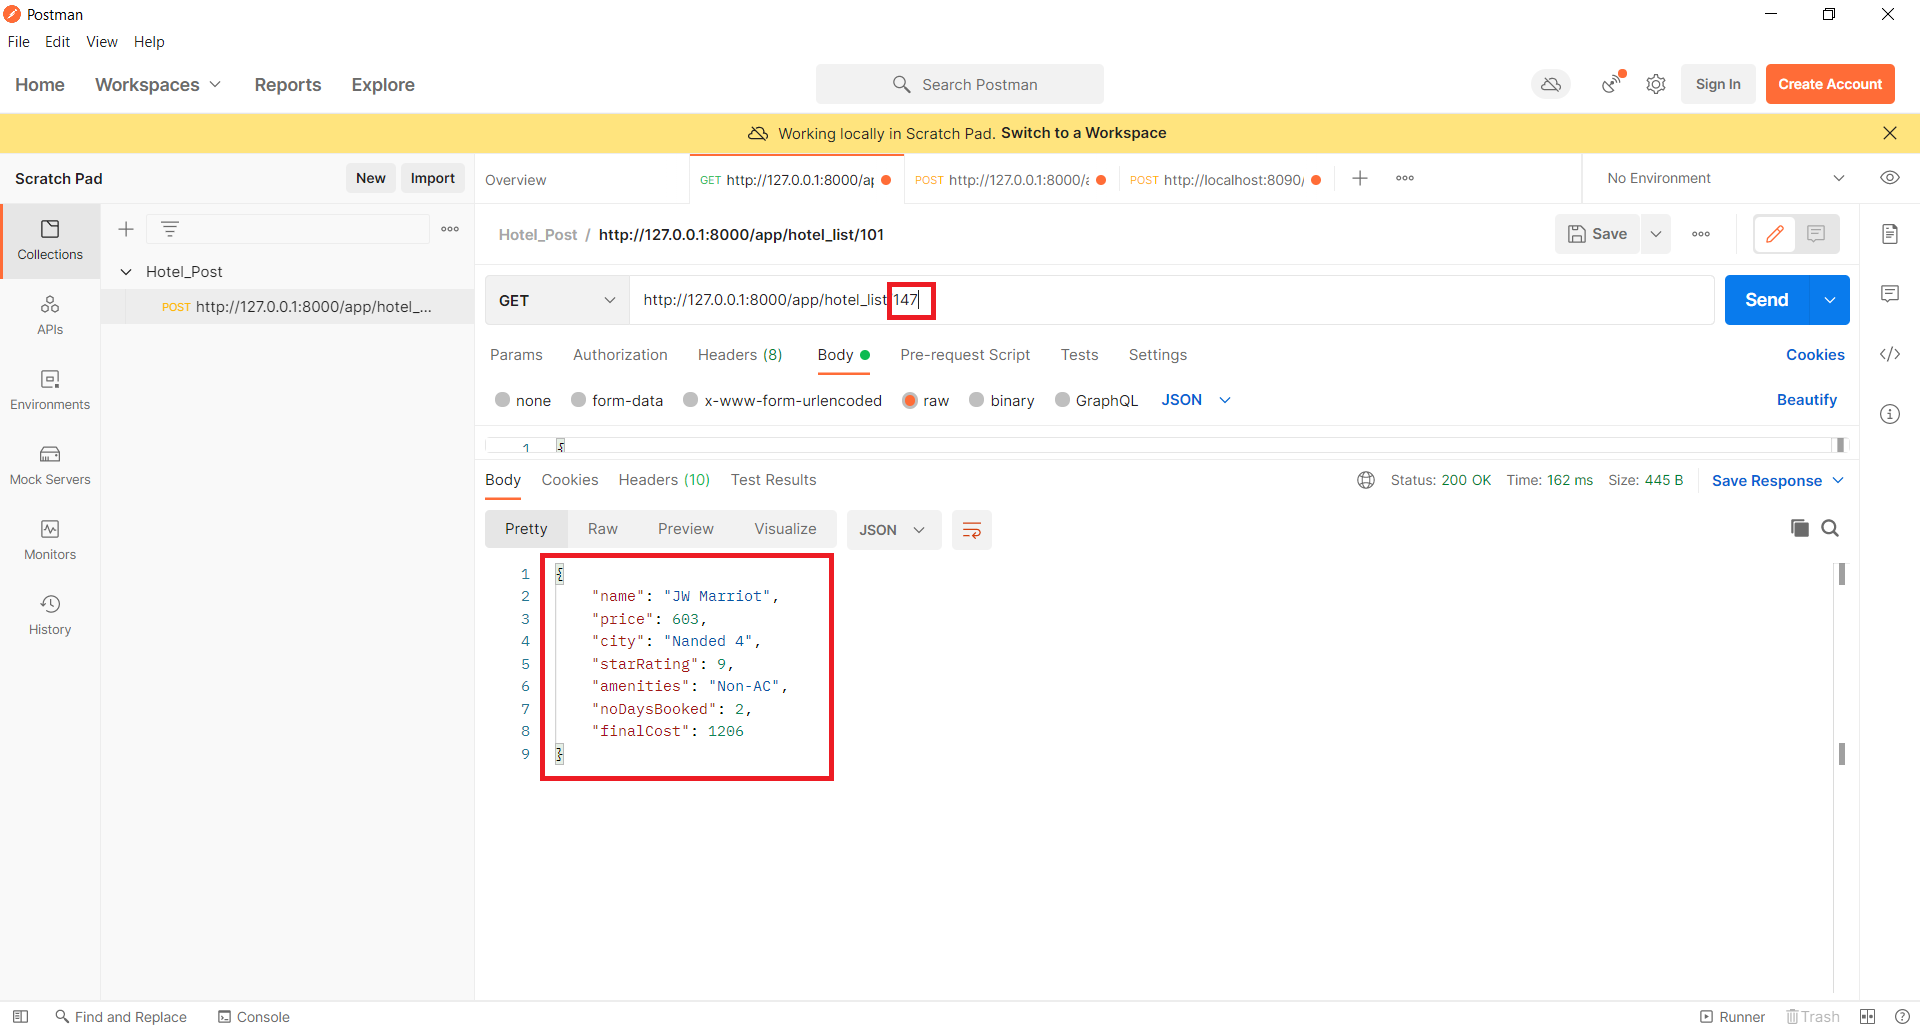 Postman
File Edit View Help
Home Workspaces Reports Explore
Search Postman
Sign In
Create Account
Working locally in Scratch Pad. Switch to a Workspace
Scratch Pad
New
Import
Overview
GET http://127.0.0.1:8000/ap
POST http://127.0.0.1:8000/a
POST http://localhost:8090/
No Environment
Collections
APIs
Environments
Mock Servers
Monitors
History
Hotel_Post
POST http://127.0.0.1:8000/app/hotel_...
Hotel_Post / http://127.0.0.1:8000/app/hotel_list/101
Save
GET
http://127.0.0.1:8000/app/hotel_list 147
Send
Params Authorization Headers (8) Body Pre-request Script Tests Settings
Cookies
none form-data x-www-form-urlencoded raw binary GraphQL JSON
Beautify
1 {
Body Cookies Headers (10) Test Results
Status: 200 OK Time: 162 ms Size: 445 B
Save Response
Pretty Raw Preview Visualize JSON
1 {
2 "name": "JW Marriot",
3 "price": 603,
4 "city": "Nanded 4",
5 "starRating": 9,
6 "amenities": "Non-AC",
7 "noDaysBooked": 2,
8 "finalCost": 1206
9 }
Find and Replace
Console
Runner
Trash